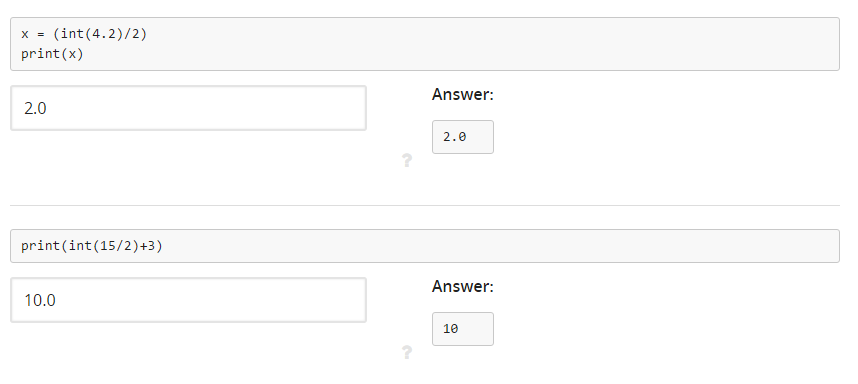 x = (int(4.2)/2)
print(x)
2.0
Answer:
2.0
?
print(int(15/2)+3)
10.0
Answer:
10
?